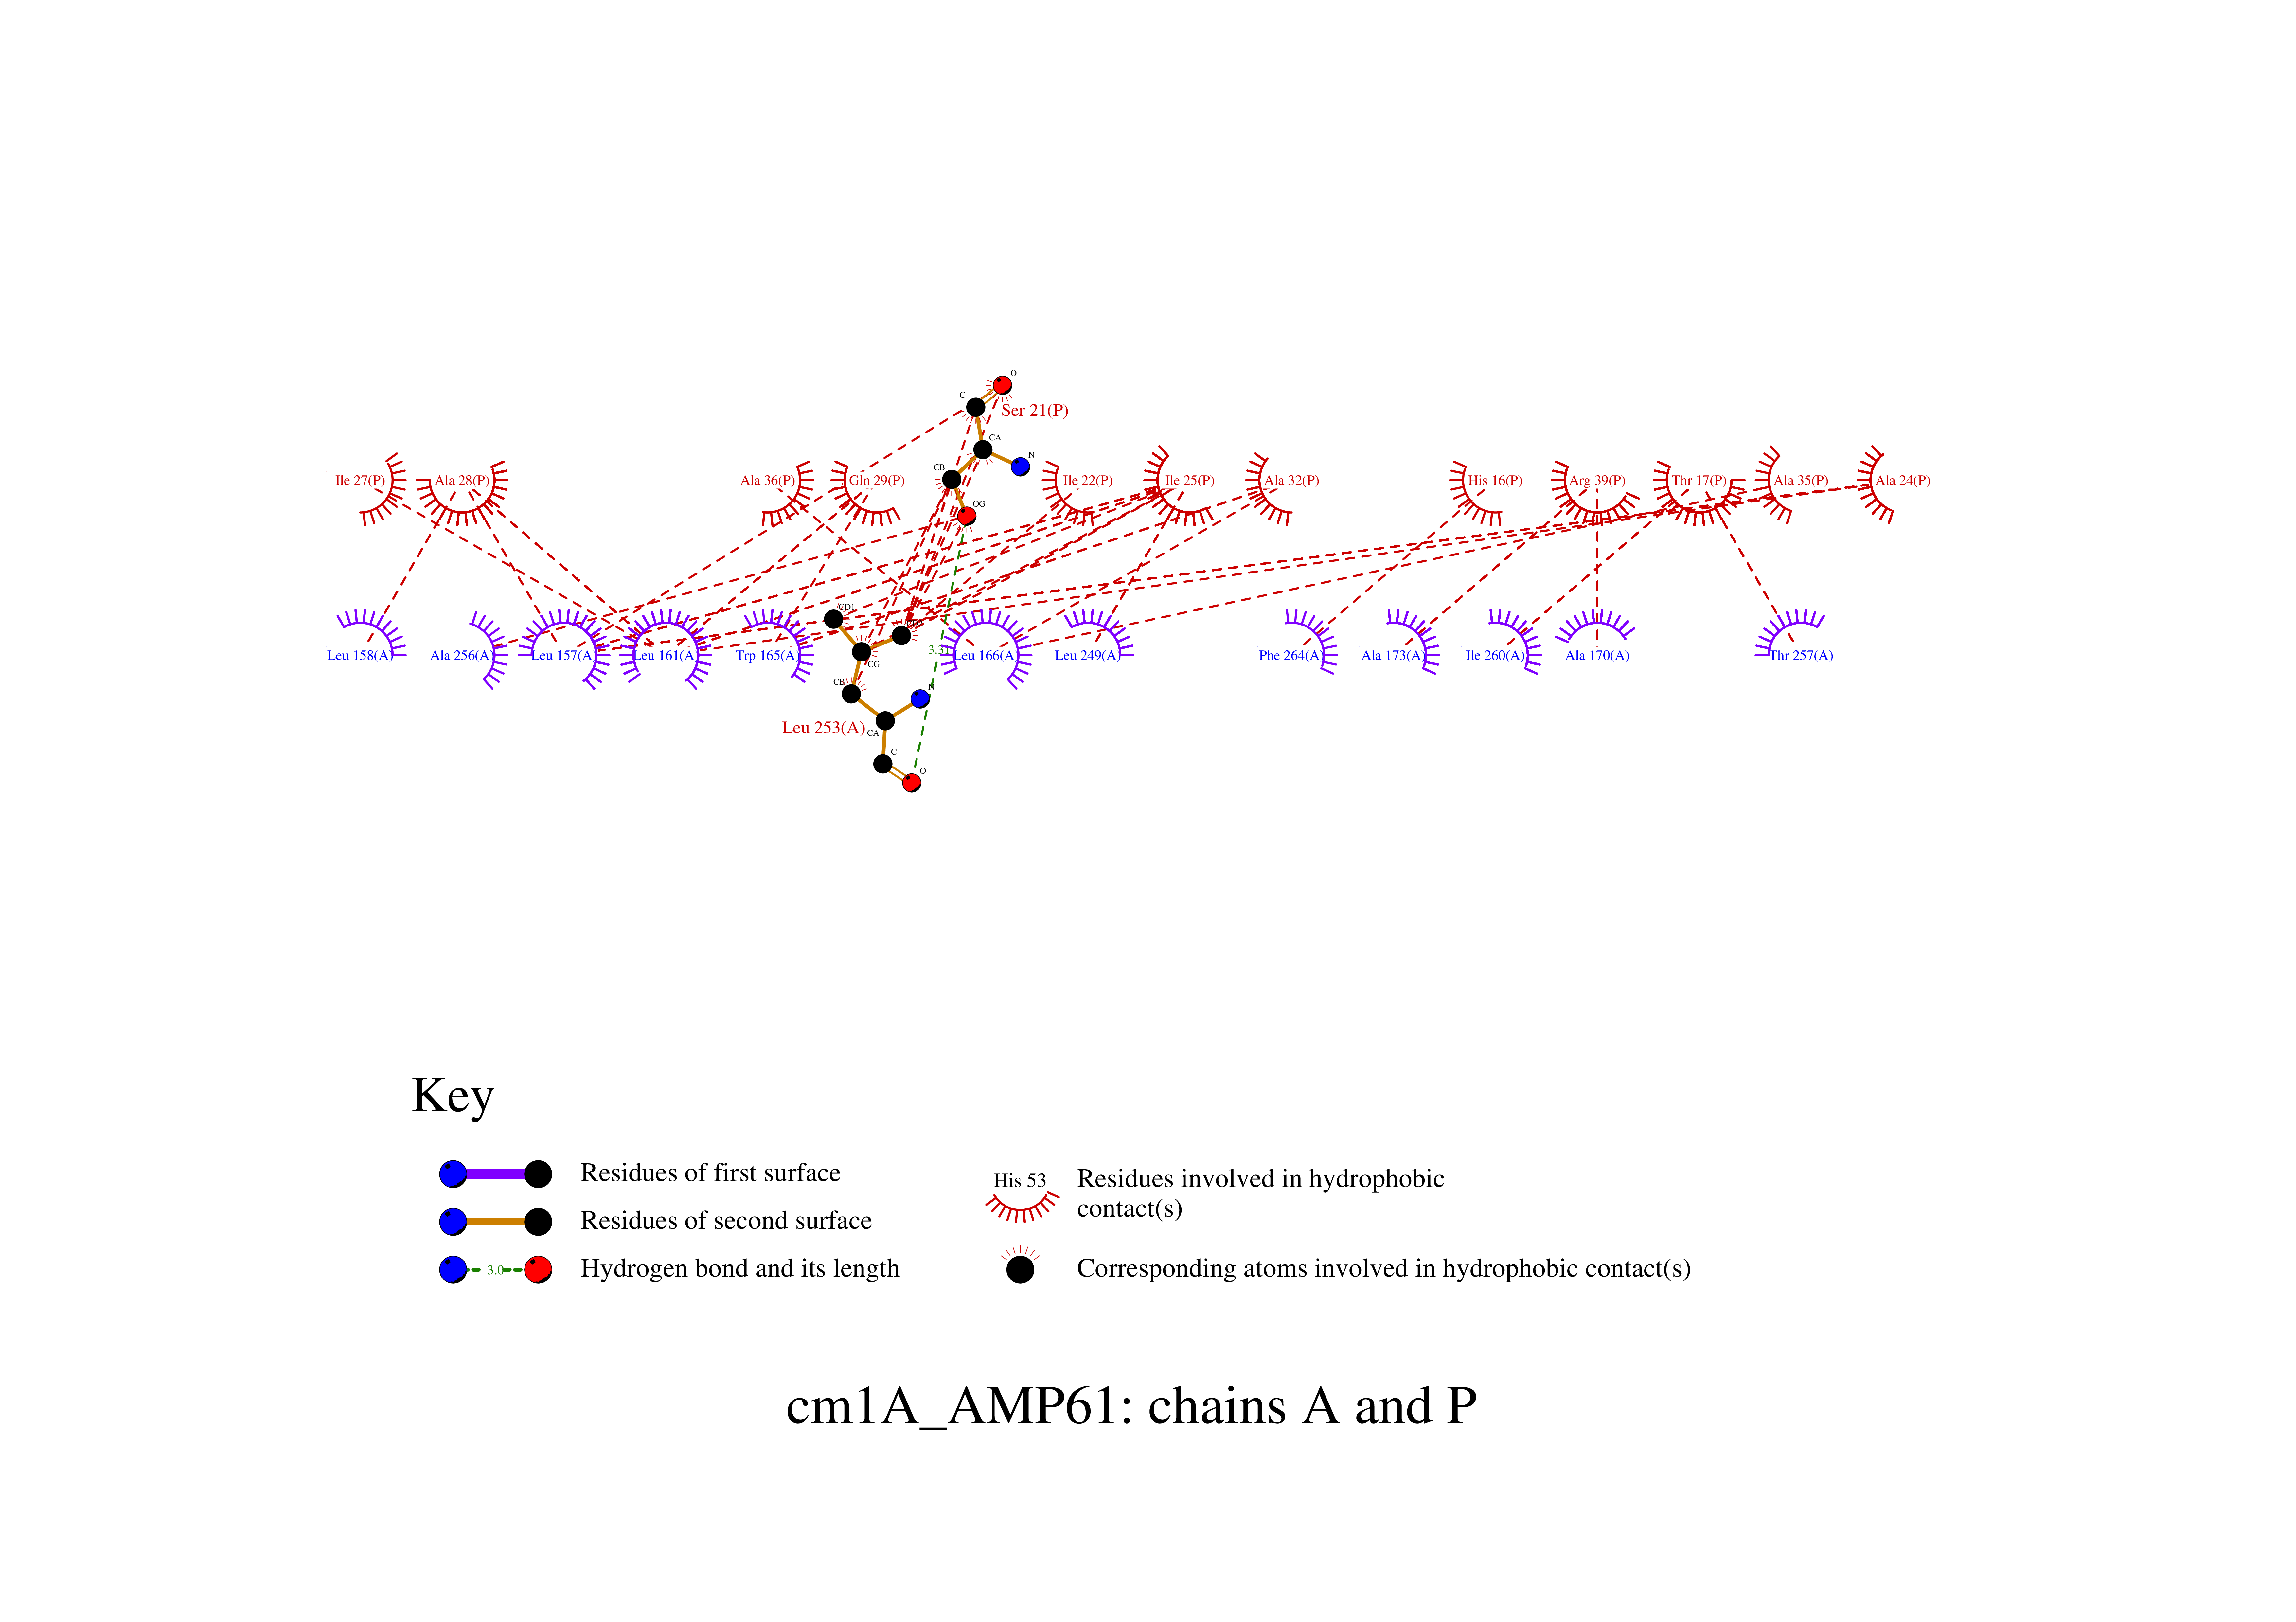 O
C
Ser 21(P)
CA
N
CB
Ile 27(P) Ala 28(P) Ala 36(P) Gln 29(P) Ile 22(P) Ile 25(P) Ala 32(P) His 16(P) Arg 39(P) Thr 17(P) Ala 35(P) Ala 24(P)
OG
CD1
Leu 158(A) Ala 256(A) Leu 157(A) Leu 161(A) Trp 165(A) Leu 166(A) Leu 249(A) Phe 264(A) Ala 173(A) Ile 260(A) Ala 170(A) Thr 257(A)
CG
CB
N
Leu 253(A)
CA
C
O
Key
Residues of first surface
Residues of second surface
3.0 Hydrogen bond and its length
His 53 Residues involved in hydrophobic
contact(s)
Corresponding atoms involved in hydrophobic contact(s)
cm1A_AMP61: chains A and P